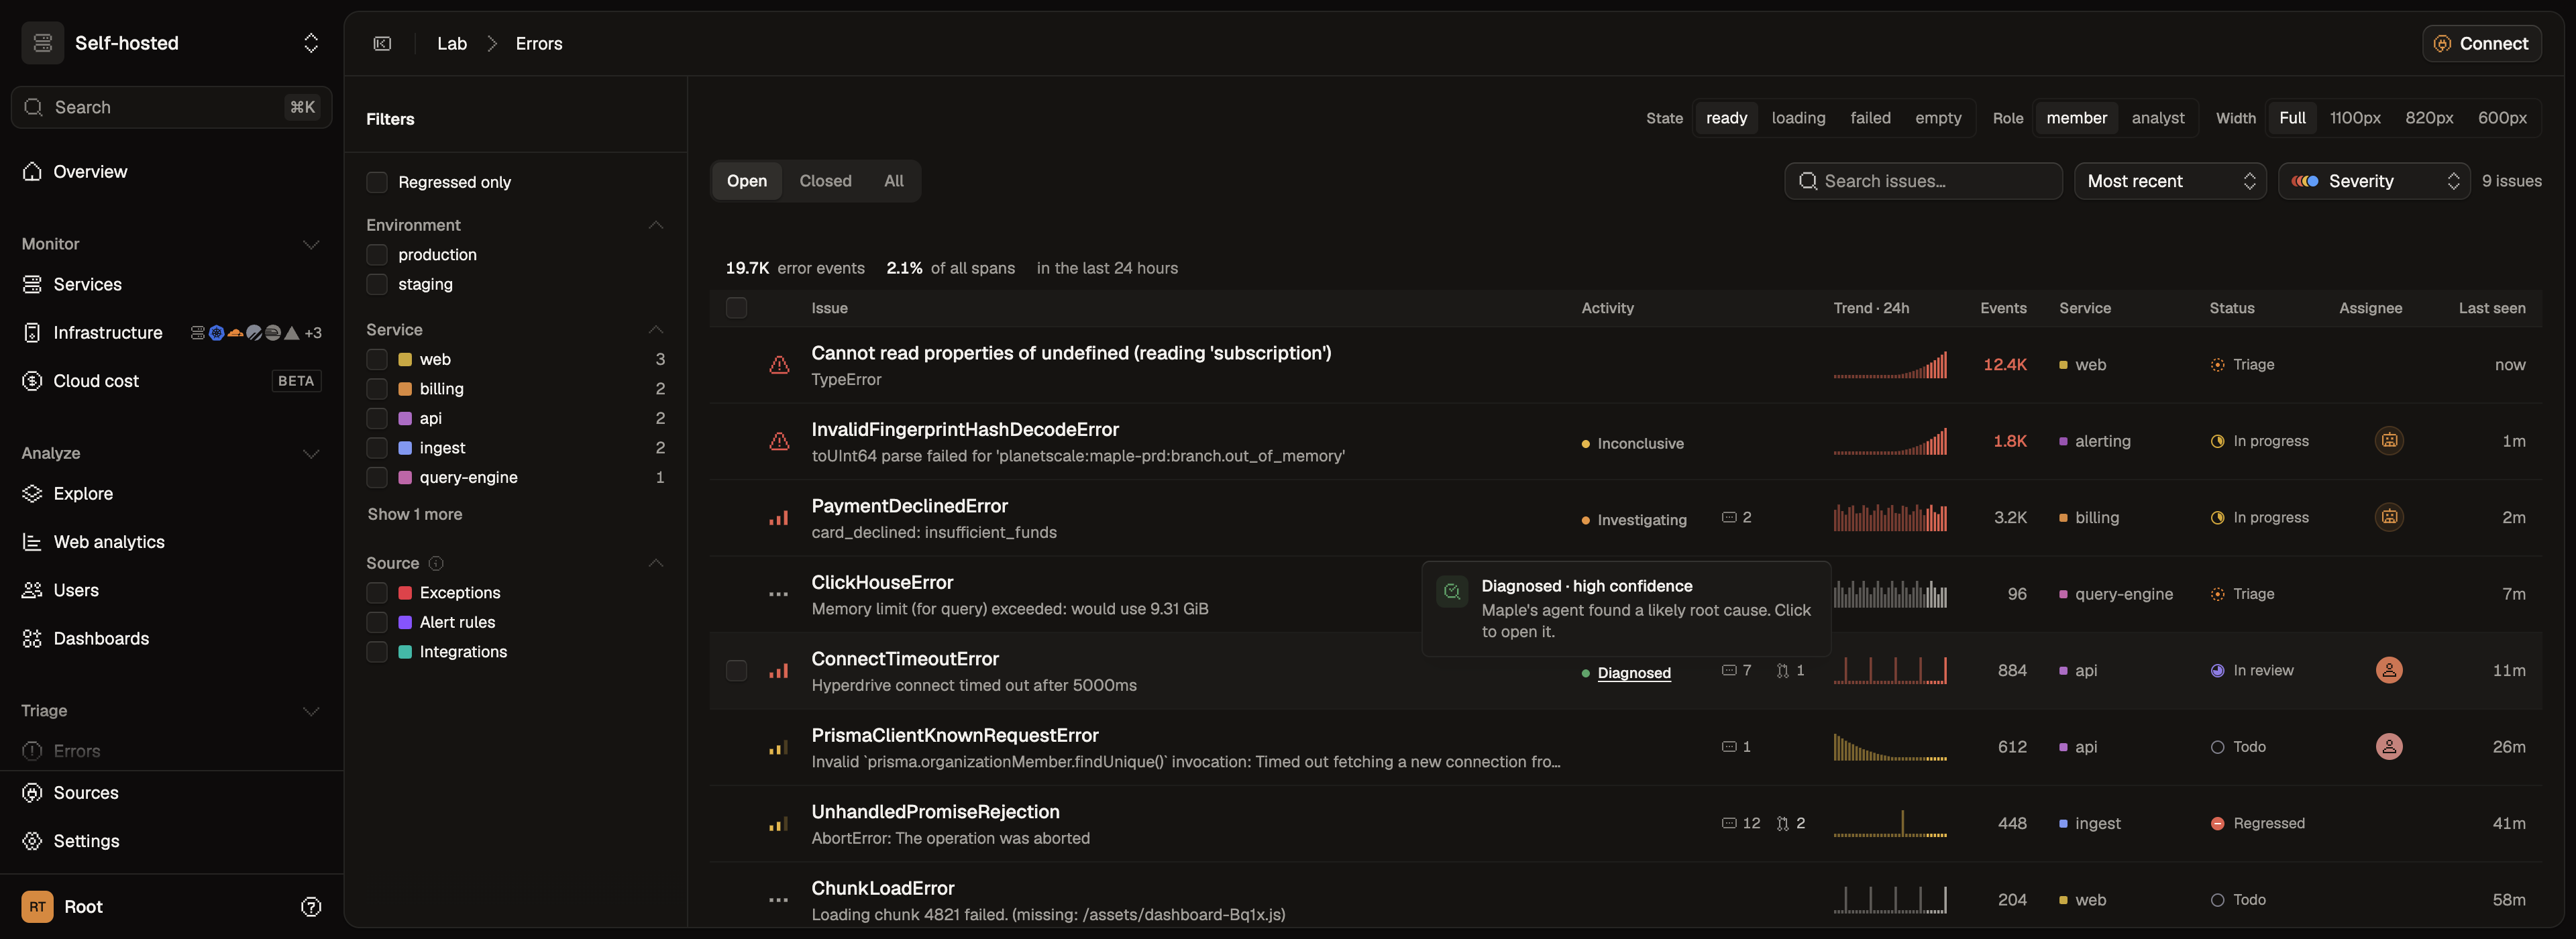 Self-hosted
Search ⌘K
Overview
Monitor
Services
Infrastructure +3
Cloud cost BETA
Analyze
Explore
Web analytics
Users
Dashboards
Triage
Errors
Sources
Settings
RT Root
Lab > Errors
Connect
Filters
Regressed only
Environment
production
staging
Service
web 3
billing 2
api 2
ingest 2
query-engine 1
Show 1 more
Source
Exceptions
Alert rules
Integrations
State ready loading failed empty Role member analyst Width Full 1100px 820px 600px
Open Closed All
Search issues... Most recent Severity 9 issues
19.7K error events 2.1% of all spans in the last 24 hours
Issue Activity Trend · 24h Events Service Status Assignee Last seen
Cannot read properties of undefined (reading 'subscription')
TypeError
12.4K web Triage now
InvalidFingerprintHashDecodeError
toUInt64 parse failed for 'planetscale:maple-prd:branch.out_of_memory'
Inconclusive 1.8K alerting In progress 1m
PaymentDeclinedError
card_declined: insufficient_funds
Investigating 2 3.2K billing In progress 2m
ClickHouseError
Memory limit (for query) exceeded: would use 9.31 GiB
96 query-engine Triage 7m
Diagnosed · high confidence
Maple's agent found a likely root cause. Click
to open it.
ConnectTimeoutError
Hyperdrive connect timed out after 5000ms
Diagnosed 7 1 884 api In review 11m
PrismaClientKnownRequestError
Invalid `prisma.organizationMember.findUnique()` invocation: Timed out fetching a new connection fro...
1 612 api Todo 26m
UnhandledPromiseRejection
AbortError: The operation was aborted
12 2 448 ingest Regressed 41m
ChunkLoadError
Loading chunk 4821 failed. (missing: /assets/dashboard-Bq1x.js)
204 web Todo 58m